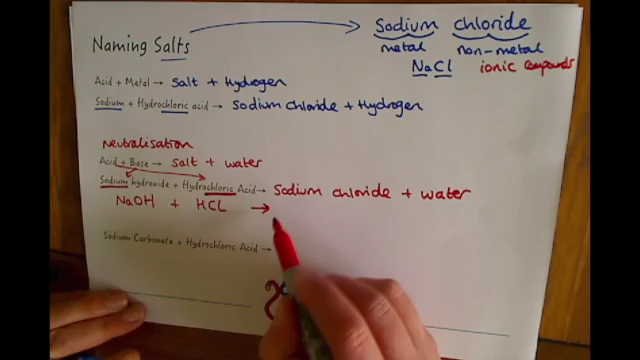 Sodium chloride
metal non-metal
NaCl ionic compounds
Naming Salts
Acid + Metal → Salt + Hydrogen
Sodium + Hydrochloric acid → Sodium chloride + Hydrogen
neutralisation
Acid + Base → salt + water
Sodium hydroxide + Hydrochloric Acid → Sodium chloride + water
NaOH + HCL →
Sodium Carbonate + Hydrochloric Acid →